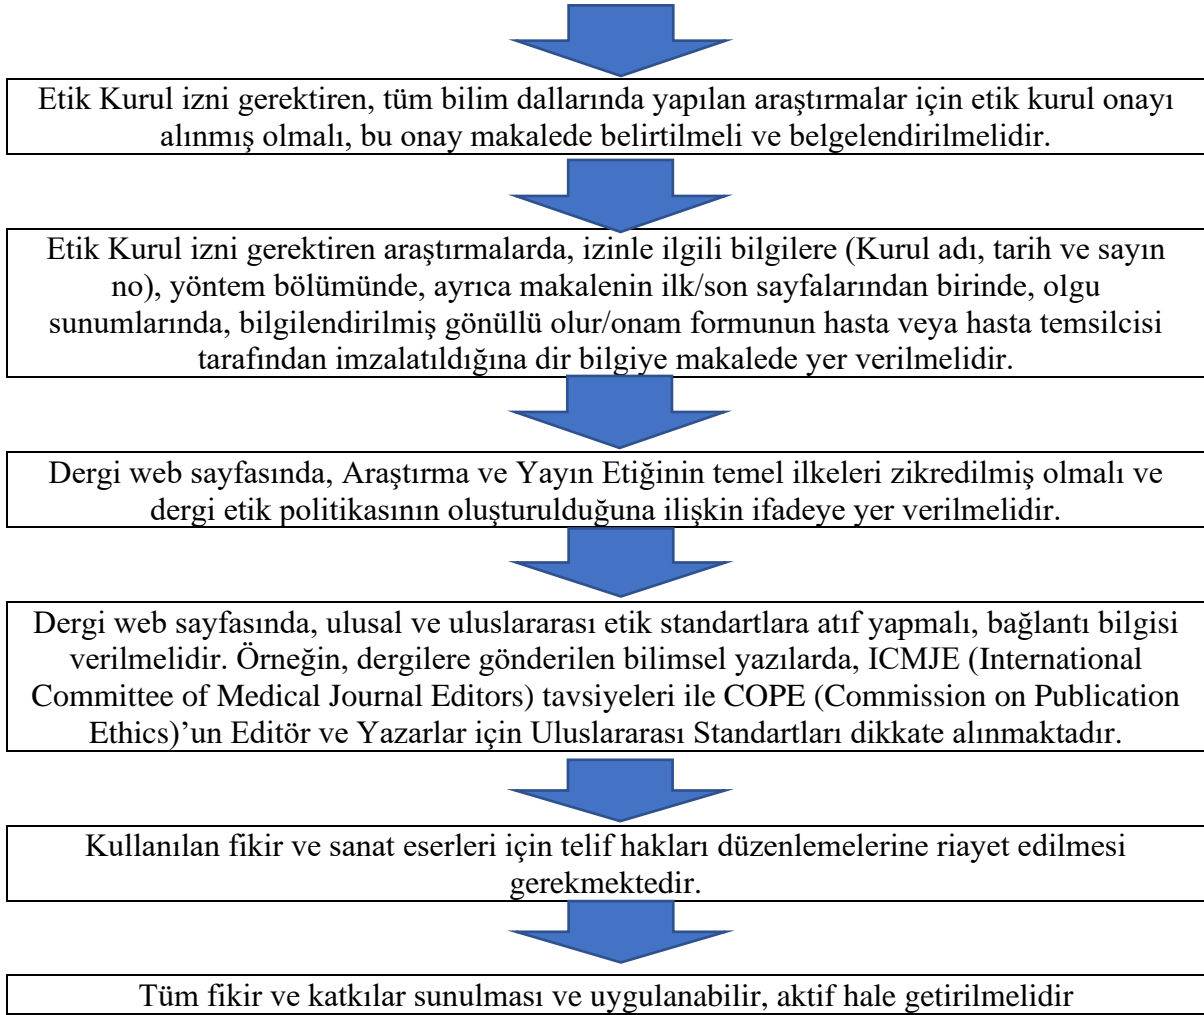 Etik Kurul izni gerektiren, tüm bilim dallarında yapılan araştırmalar için etik kurul onayı
alınmış olmalı, bu onay makalede belirtilmeli ve belgelendirilmelidir.
Etik Kurul izni gerektiren araştırmalarda, izinle ilgili bilgilere (Kurul adı, tarih ve sayın
no), yöntem bölümünde, ayrıca makalenin ilk/son sayfalarından birinde, olgu
sunumlarında, bilgilendirilmiş gönüllü olur/onam formunun hasta veya hasta temsilcisi
tarafından imzalatıldığına dir bilgiye makalede yer verilmelidir.
Dergi web sayfasında, Araştırma ve Yayın Etiğinin temel ilkeleri zikredilmiş olmalı ve
dergi etik politikasının oluşturulduğuna ilişkin ifadeye yer verilmelidir.
Dergi web sayfasında, ulusal ve uluslararası etik standartlara atıf yapmalı, bağlantı bilgisi
verilmelidir. Örneğin, dergilere gönderilen bilimsel yazılarda, ICMJE (International
Committee of Medical Journal Editors) tavsiyeleri ile COPE (Commission on Publication
Ethics)’un Editör ve Yazarlar için Uluslararası Standartları dikkate alınmaktadır.
Kullanılan fikir ve sanat eserleri için telif hakları düzenlemelerine riayet edilmesi
gerekmektedir.
Tüm fikir ve katkılar sunulması ve uygulanabilir, aktif hale getirilmelidir